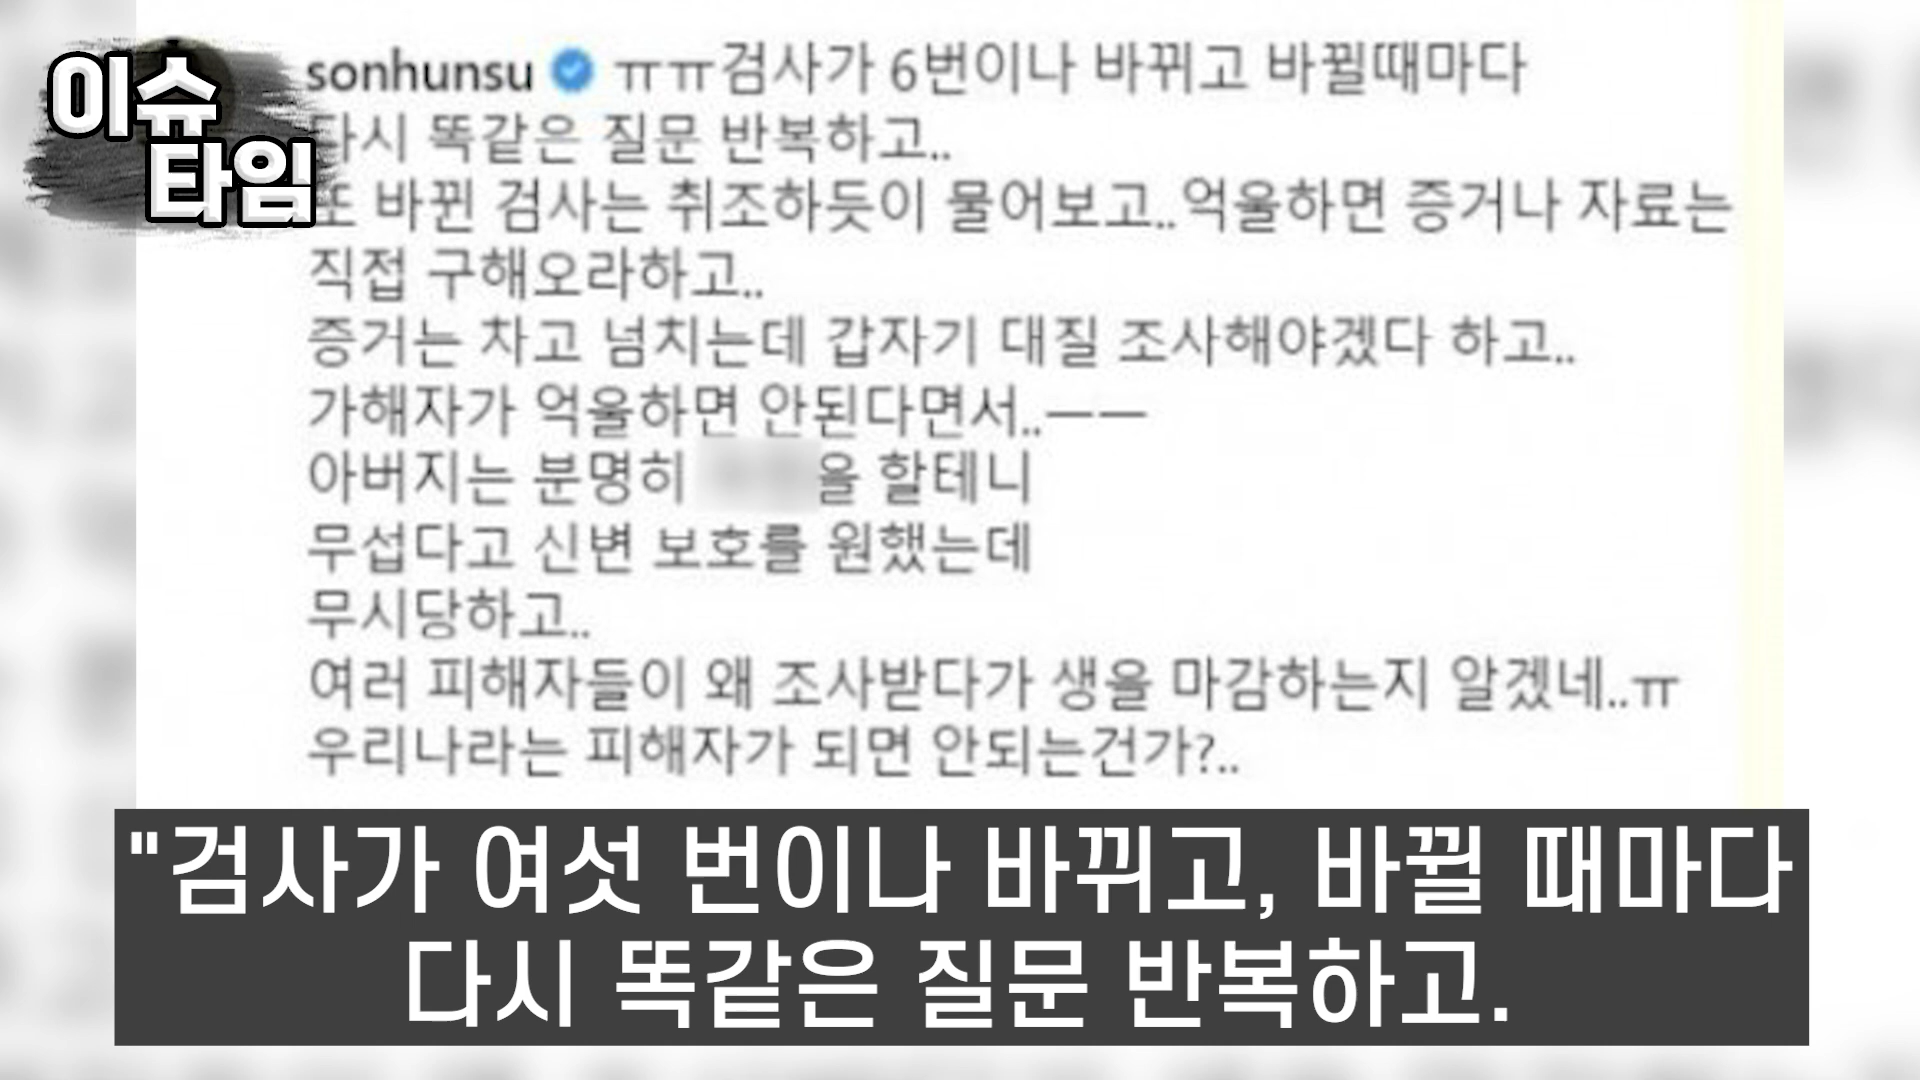 이슈
타임
sonhunsu ㅠㅠ검사가 6번이나 바뀌고 바뀔때마다
다시 똑같은 질문 반복하고..
또 바뀐 검사는 취조하듯이 물어보고..억울하면 증거나 자료는
직접 구해오라하고..
증거는 차고 넘치는데 갑자기 대질 조사해야겠다 하고..
가해자가 억울하면 안된다면서..ㅡㅡ
아버지는 분명히 을 할테니
무섭다고 신변 보호를 원했는데
무시당하고..
여러 피해자들이 왜 조사받다가 생을 마감하는지 알겠네..ㅠ
우리나라는 피해자가 되면 안되는건가?..
"검사가 여섯 번이나 바뀌고, 바뀔 때마다
다시 똑같은 질문 반복하고.